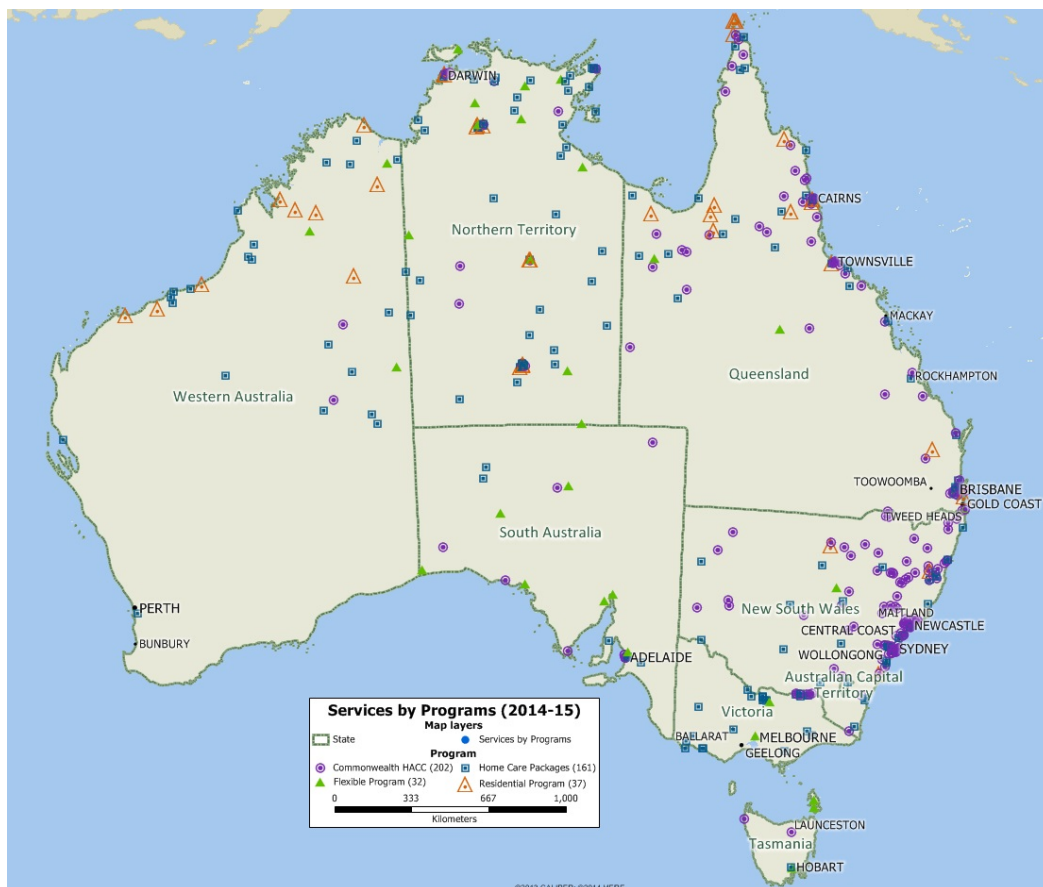 DARWIN
CAIRNS
Northern Territory
TOWNSVILLE
MACKAY
Queensland
ROCKHAMPTON
Western Australia
TOOWOOMBA
BRISBANE
GOLD COAST
TWEED HEADS
South Australia
PERTH
New South Wales
MAITLAND
NEWCASTLE
CENTRAL COAST
BUNBURY
SYDNEY
WOLLONGONG
ADELAIDE
Australian Capital
Territory
Victoria
BALLARAT
MELBOURNE
GEELONG
Services by Programs (2014-15)
Map layers
State
Services by Programs
Program
Commonwealth HACC (202)
Home Care Packages (161)
Flexible Program (32)
Residential Program (37)
0 333 667 1,000
Kilometers
LAUNCESTON
Tasmania
HOBART